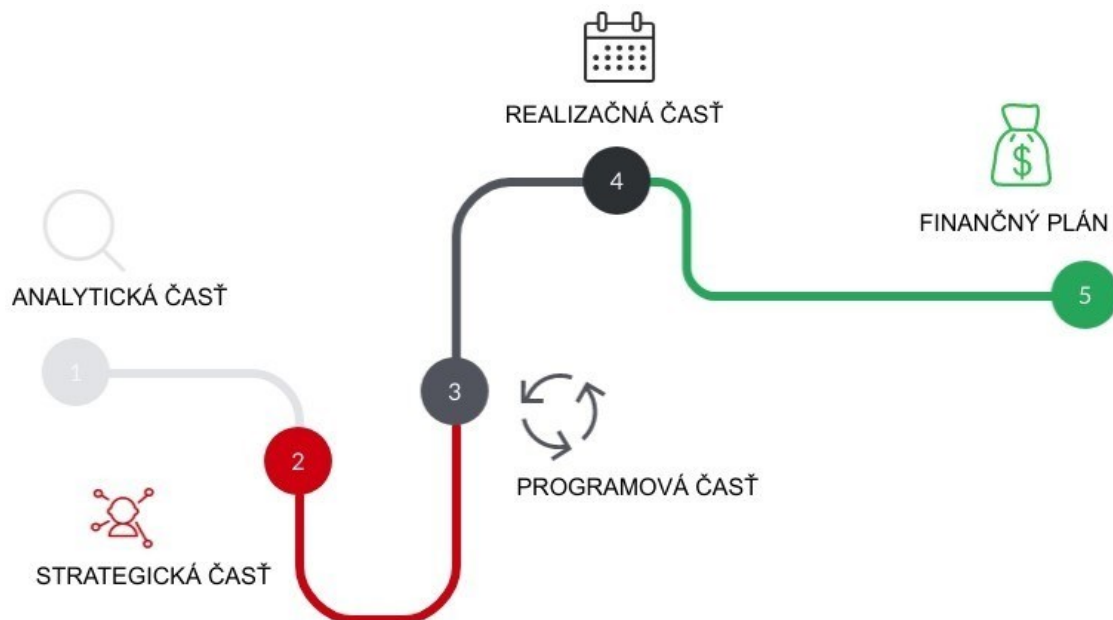 ANALYTICKÁ ČASŤ
1
2
STRATEGICKÁ ČASŤ
3
PROGRAMOVÁ ČASŤ
REALIZAČNÁ ČASŤ
4
$
FINANČNÝ PLÁN
5